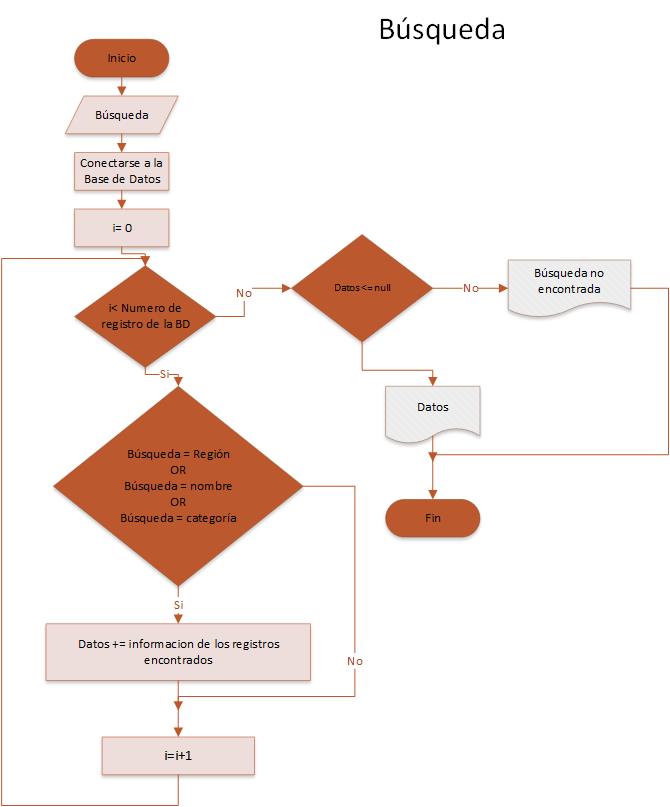 Búsqueda
Inicio
Búsqueda
Conectarse a la
Base de Datos
i= 0
i< Numero de
registro de la BD
No
Datos <= null
No
Búsqueda no
encontrada
Si
Datos
Búsqueda = Región
OR
Búsqueda = nombre
OR
Búsqueda = categoría
Fin
Si
Datos += informacion de los registros
encontrados
No
i=i+1